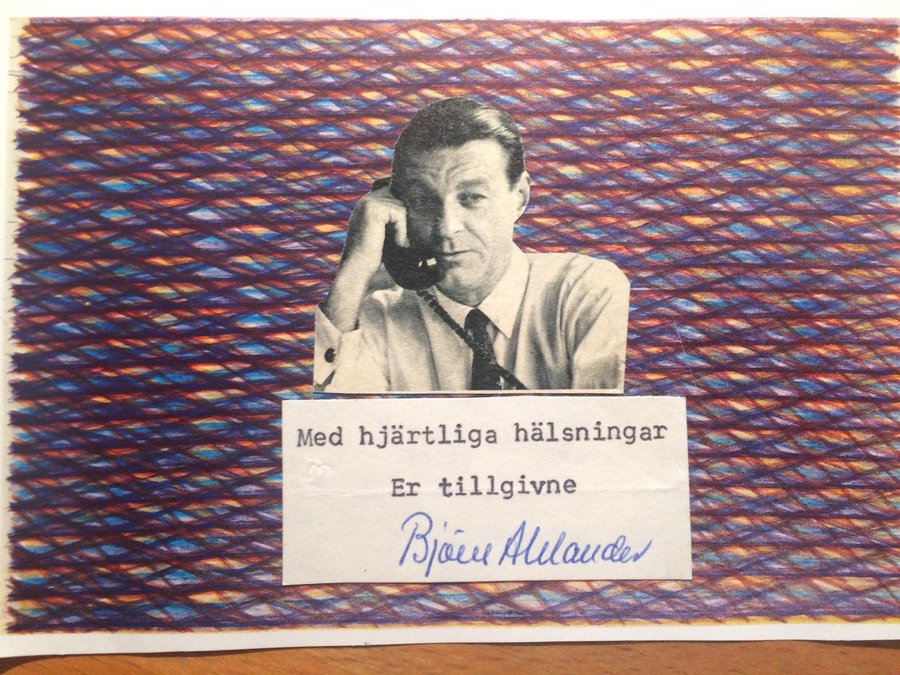 Med hjärtliga hälsningar
Er tillgivne
Björn Ahlander